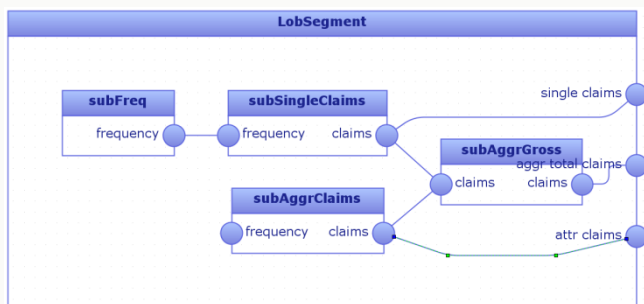 LobSegment
subFreq
frequency
subSingleClaims
frequency claims
single claims
subAggrGross
claims claims
aggr total claims
subAggrClaims
frequency claims
attr claims